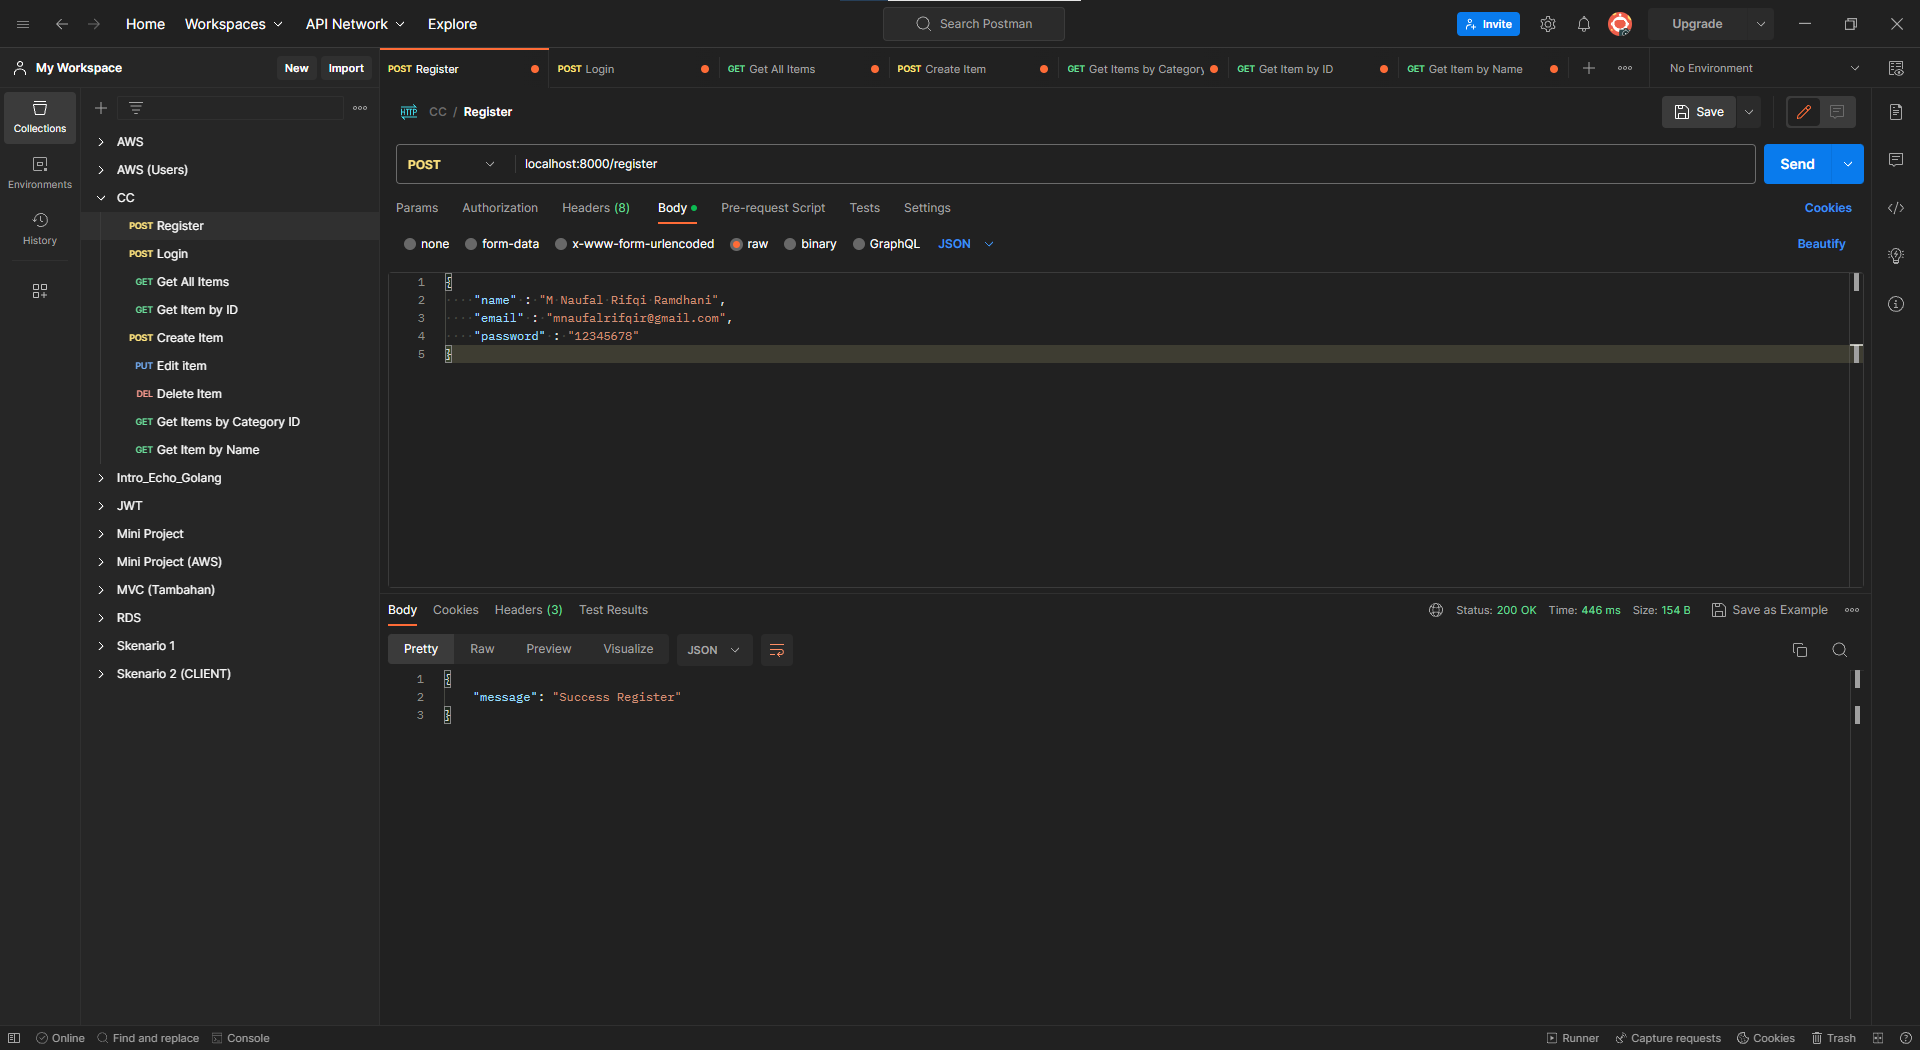 Home Workspaces API Network Explore Search Postman Invite Upgrade
My Workspace New Import
POST Register POST Login GET Get All Items POST Create Item GET Get Items by Category GET Get Item by ID GET Get Item by Name No Environment
Collections
Environments
History
AWS
AWS (Users)
CC
POST Register
POST Login
GET Get All Items
GET Get Item by ID
POST Create Item
PUT Edit item
DEL Delete Item
GET Get Items by Category ID
GET Get Item by Name
Intro_Echo_Golang
JWT
Mini Project
Mini Project (AWS)
MVC (Tambahan)
RDS
Skenario 1
Skenario 2 (CLIENT)
HTTP CC / Register Save
POST localhost:8000/register Send
Params Authorization Headers (8) Body Pre-request Script Tests Settings Cookies
none form-data x-www-form-urlencoded raw binary GraphQL JSON Beautify
1 {
2 "name" : "M Naufal Rifqi Ramdhani",
3 "email" : "mnaufalrifqir@gmail.com",
4 "password" : "12345678"
5 }
Body Cookies Headers (3) Test Results Status: 200 OK Time: 446 ms Size: 154 B Save as Example
Pretty Raw Preview Visualize JSON
1 {
2 "message": "Success Register"
3 }
Online Find and replace Console Runner Capture requests Cookies Trash